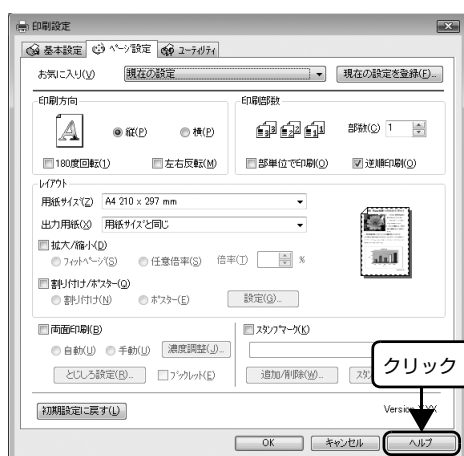 印刷設定
基本設定 ページ設定 ユーティリティ
お気に入り(V) 現在の設定 現在の設定を登録(F)...
印刷方向
縦(P) 横(P)
180度回転(1) 左右反転(M)
印刷部数
部数(C) 1
部単位で印刷(O) 逆順印刷(O)
レイアウト
用紙サイズ(Z) A4 210 x 297 mm
出力用紙(X) 用紙サイズと同じ
拡大/縮小(D)
フィットページ(S) 任意倍率(S) 倍率(T) %
割り付け/ポスター(Q)
割り付け(N) ポスター(E) 設定(G)...
両面印刷(B)
自動(U) 手動(U) 濃度調整(J)...
とじしろ設定(R)... ブックレット(E)
スタンプマーク(K)
追加/削除(W)...
クリック
初期設定に戻す(L)
Version
OK キャンセル ヘルプ